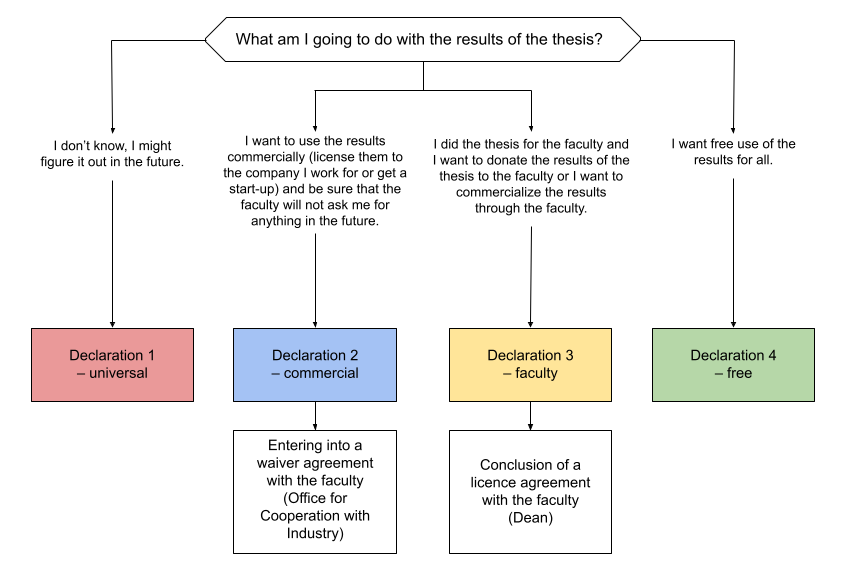 What am I going to do with the results of the thesis?
I don't know, I might
figure it out in the future.
I want to use the results
commercially (license them to
the company I work for or get a
start-up) and be sure that the
faculty will not ask me for
anything in the future.
I did the thesis for the faculty and
I want to donate the results of the
thesis to the faculty or I want to
commercialize the results
through the faculty.
I want free use of the
results for all.
Declaration 1
– universal
Declaration 2
– commercial
Declaration 3
– faculty
Declaration 4
– free
Entering into a
waiver agreement
with the faculty
(Office for
Cooperation with
Industry)
Conclusion of a
licence agreement
with the faculty
(Dean)